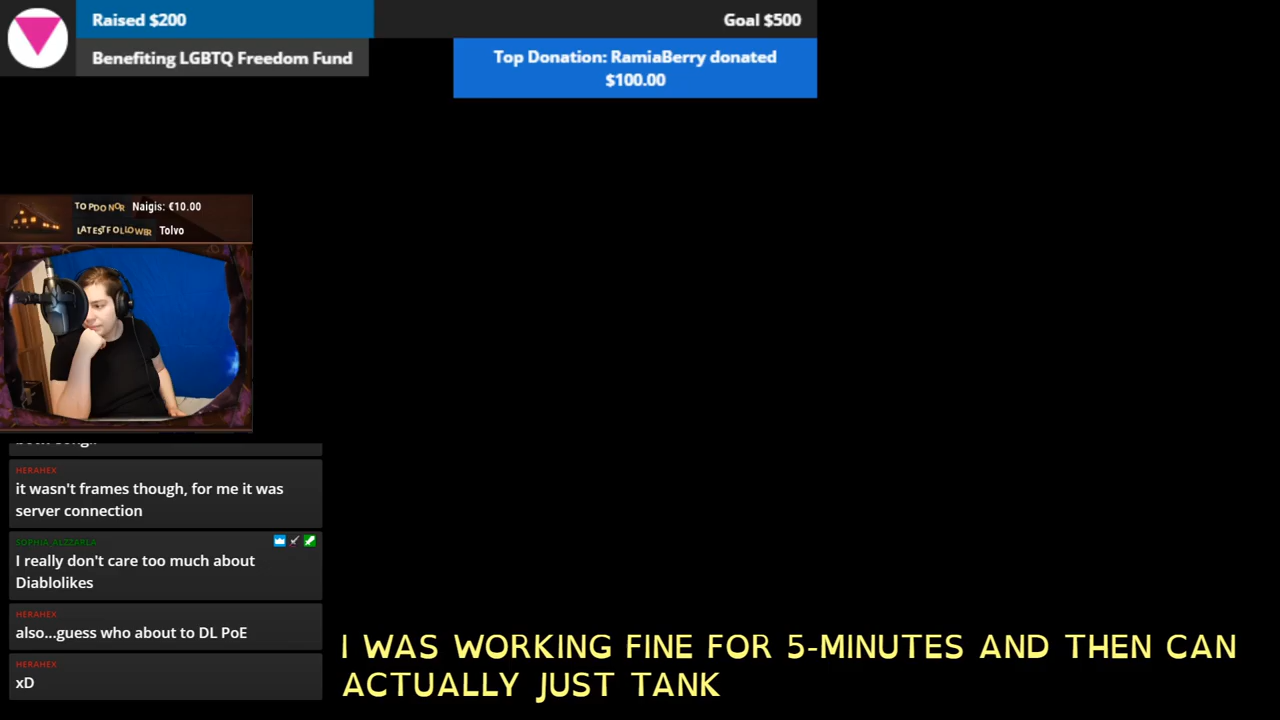 Raised $200
Goal $500
Benefiting LGBTQ Freedom Fund
Top Donation: RamiaBerry donated
$100.00
TOP DONOR Naigis: €10.00
LATEST FOLLOWER Tolvo
HERAHEX
it wasn't frames though, for me it was
server connection
SOPHIA_ALZZARLA
I really don't care too much about
Diablolikes
HERAHEX
also...guess who about to DL PoE
HERAHEX
xD
I WAS WORKING FINE FOR 5-MINUTES AND THEN CAN
ACTUALLY JUST TANK